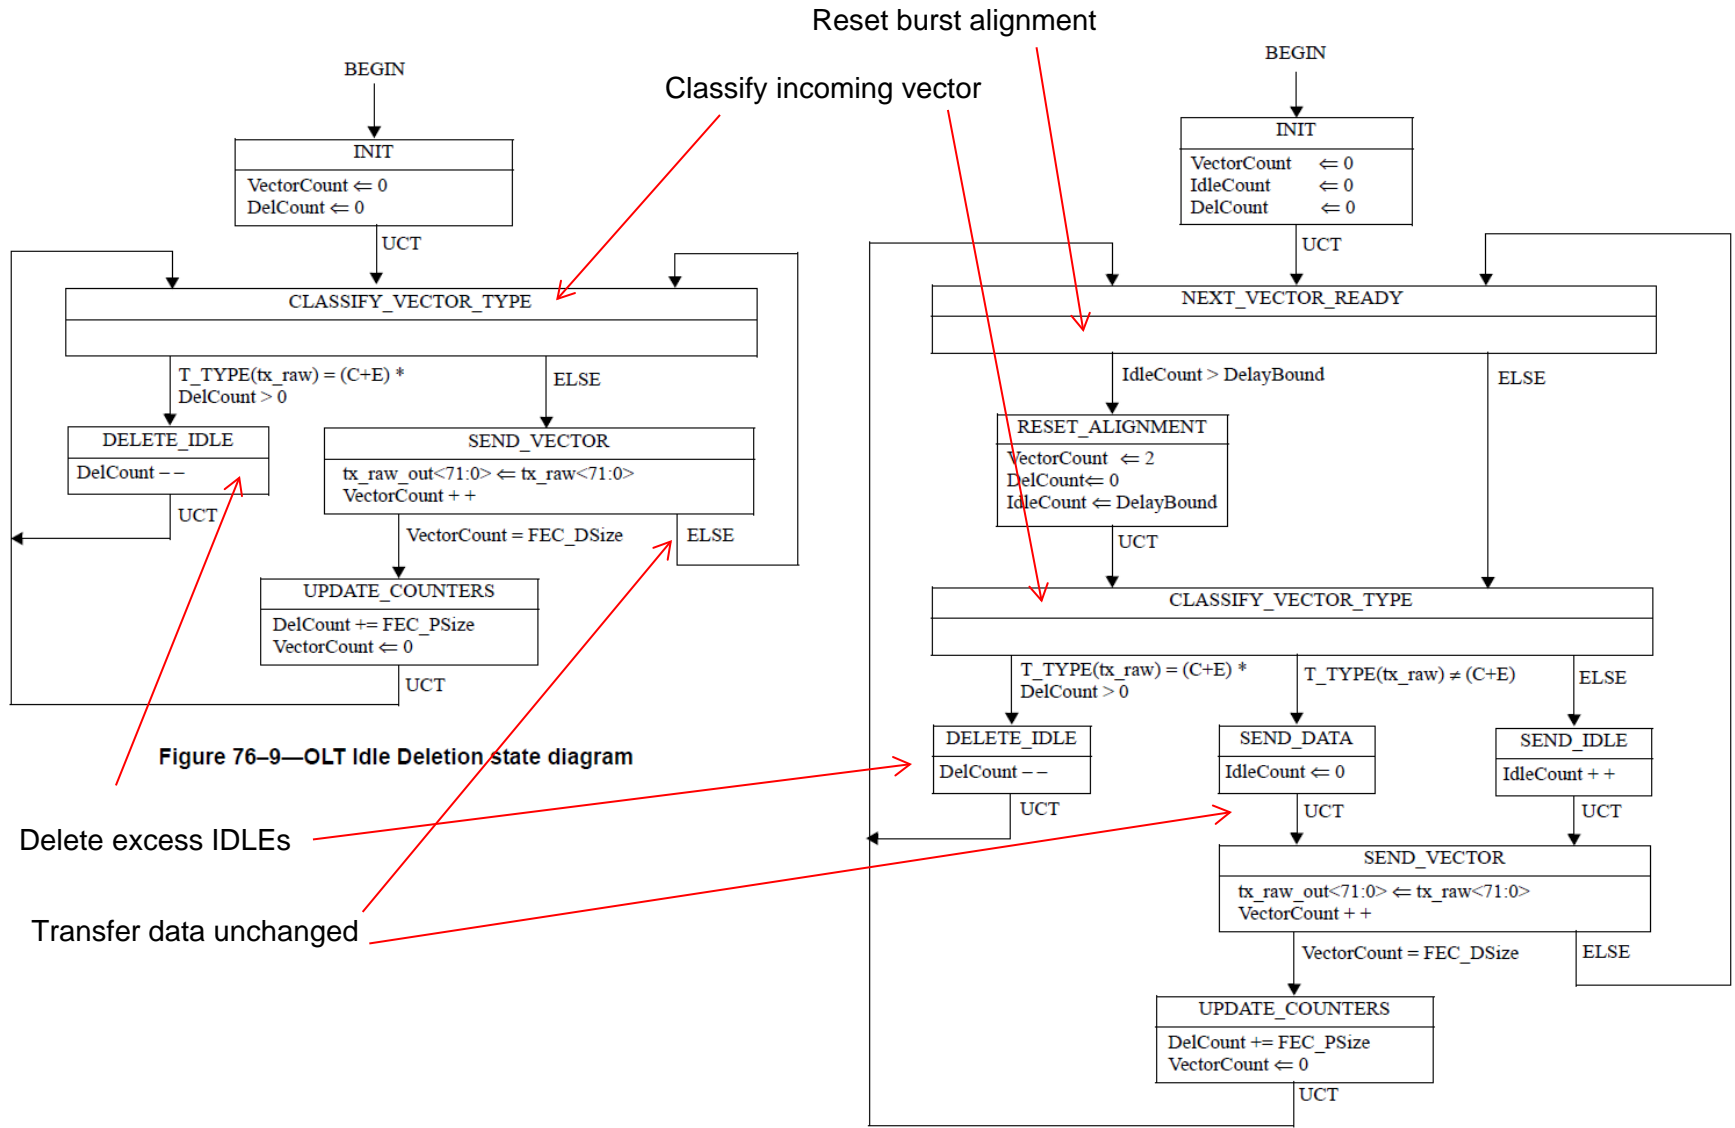 Reset burst alignment
Classify incoming vector
BEGIN
INIT
VectorCount ⇐ 0
DelCount ⇐ 0
UCT
CLASSIFY_VECTOR_TYPE
T_TYPE(tx_raw) = (C+E) *
DelCount > 0
ELSE
DELETE_IDLE
DelCount – –
UCT
SEND_VECTOR
tx_raw_out<71:0> ⇐ tx_raw<71:0>
VectorCount + +
VectorCount = FEC_DSize
ELSE
UPDATE_COUNTERS
DelCount += FEC_PSize
VectorCount ⇐ 0
UCT
Figure 76–9—OLT Idle Deletion state diagram
Delete excess IDLEs
Transfer data unchanged
BEGIN
INIT
VectorCount ⇐ 0
IdleCount ⇐ 0
DelCount ⇐ 0
UCT
NEXT_VECTOR_READY
IdleCount > DelayBound
ELSE
RESET_ALIGNMENT
VectorCount ⇐ 2
DelCount⇐ 0
IdleCount ⇐ DelayBound
UCT
CLASSIFY_VECTOR_TYPE
T_TYPE(tx_raw) = (C+E) *
DelCount > 0
T_TYPE(tx_raw) ≠ (C+E)
ELSE
DELETE_IDLE
DelCount – –
UCT
SEND_DATA
IdleCount ⇐ 0
UCT
SEND_IDLE
IdleCount + +
UCT
SEND_VECTOR
tx_raw_out<71:0> ⇐ tx_raw<71:0>
VectorCount + +
VectorCount = FEC_DSize
ELSE
UPDATE_COUNTERS
DelCount += FEC_PSize
VectorCount ⇐ 0
UCT